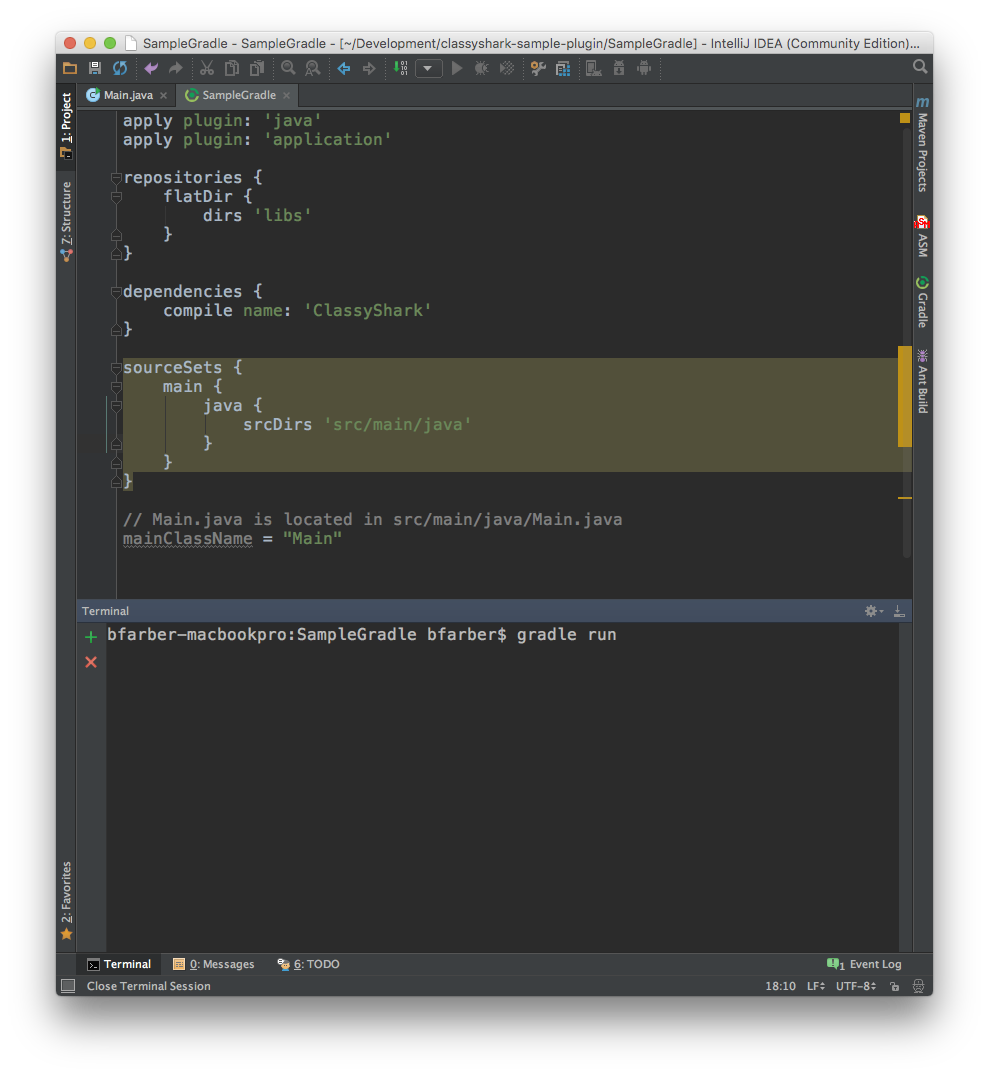 SampleGradle - SampleGradle - [~/Development/classyshark-sample-plugin/SampleGradle] - IntelliJ IDEA (Community Edition)...
Main.java
SampleGradle
1: Project
7: Structure
2: Favorites
apply plugin: 'java'
apply plugin: 'application'
repositories {
flatDir {
dirs 'libs'
}
}
dependencies {
compile name: 'ClassyShark'
}
sourceSets {
main {
java {
srcDirs 'src/main/java'
}
}
}
// Main.java is located in src/main/java/Main.java
mainClassName = "Main"
m Maven Projects
ASM
Gradle
Ant Build
Terminal
bfarber-macbookpro:SampleGradle bfarber$ gradle run
Terminal
0: Messages
6: TODO
1 Event Log
Close Terminal Session
18:10 LF÷ UTF-8÷